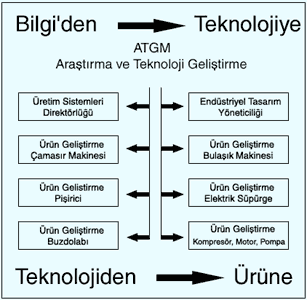 Bilgi'den Teknolojiye
ATGM
Araştırma ve Teknoloji Geliştirme
Üretim Sistemleri
Direktörlüğü
Endüstriyel Tasarım
Yöneticiliği
Ürün Geliştirme
Çamaşır Makinesi
Ürün Geliştirme
Bulaşık Makinesi
Ürün Geliştirme
Pişirici
Ürün Geliştirme
Elektrik Süpürge
Ürün Geliştirme
Buzdolabı
Ürün Geliştirme
Kompresör, Motor, Pompa
Teknolojiden Ürüne